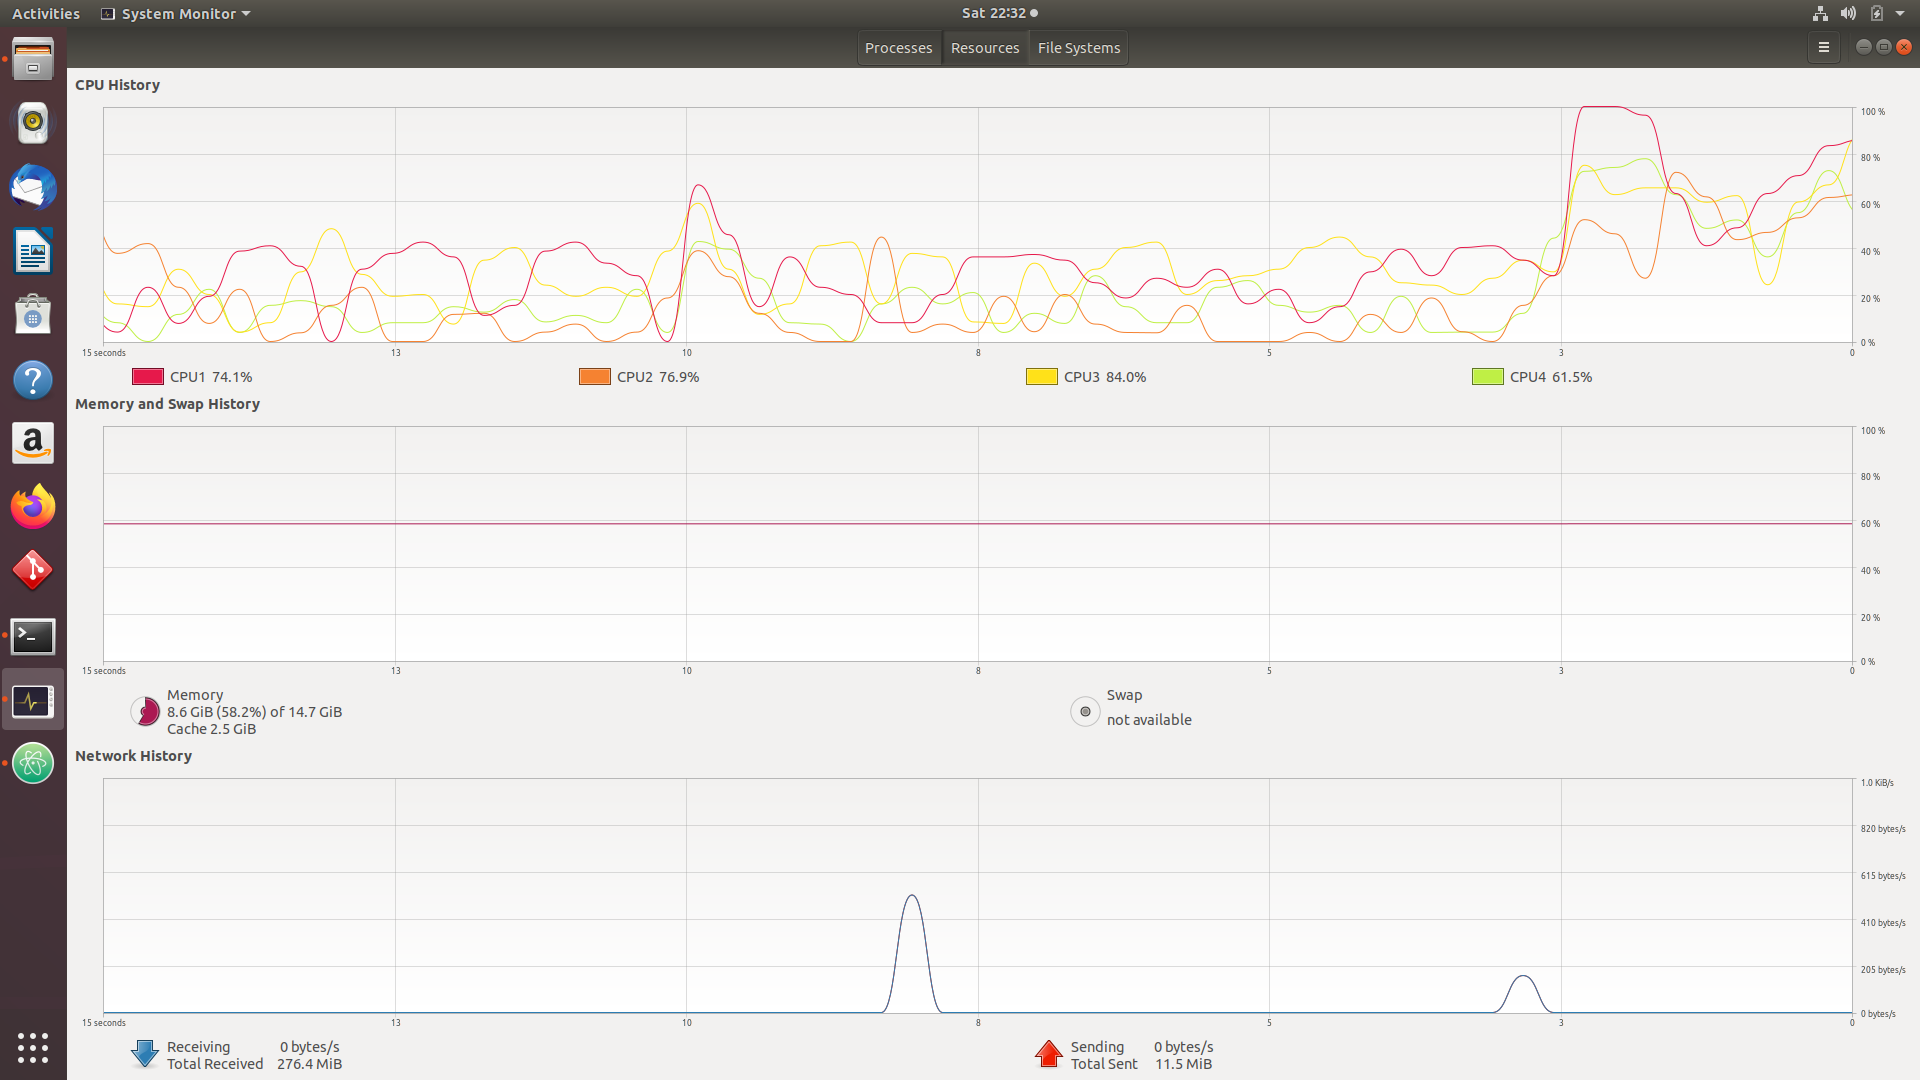 Activities System Monitor Sat 22:32
Processes Resources File Systems
CPU History
100 %
80 %
60 %
40 %
20 %
0 %
15 seconds 13 10 8 5 3 0
CPU1 74.1% CPU2 76.9% CPU3 84.0% CPU4 61.5%
Memory and Swap History
100 %
80 %
60 %
40 %
20 %
0 %
15 seconds 13 10 8 5 3 0
Memory
8.6 GiB (58.2%) of 14.7 GiB
Cache 2.5 GiB
Swap
not available
Network History
1.0 KiB/s
820 bytes/s
615 bytes/s
410 bytes/s
205 bytes/s
0 bytes/s
15 seconds 13 10 8 5 3 0
Receiving 0 bytes/s
Total Received 276.4 MiB
Sending 0 bytes/s
Total Sent 11.5 MiB